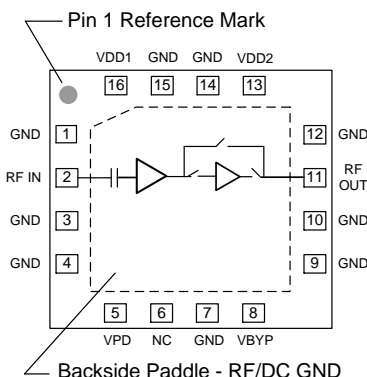 Pin 1 Reference Mark
VDD1 GND GND VDD2
16 15 14 13
GND 1 12 GND
RF IN 2 11 RF OUT
GND 3 10 GND
GND 4 9 GND
5 6 7 8
VPD NC GND VBYP
Backside Paddle - RF/DC GND